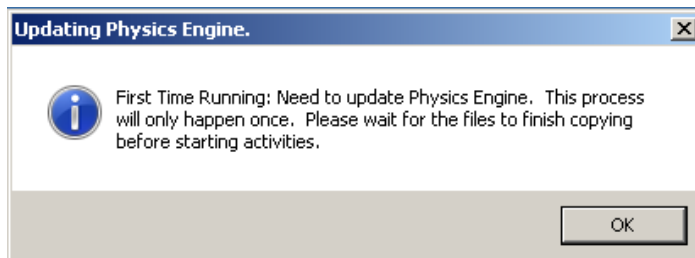 Updating Physics Engine.
First Time Running: Need to update Physics Engine.  This process
will only happen once.  Please wait for the files to finish copying
before starting activities.
OK